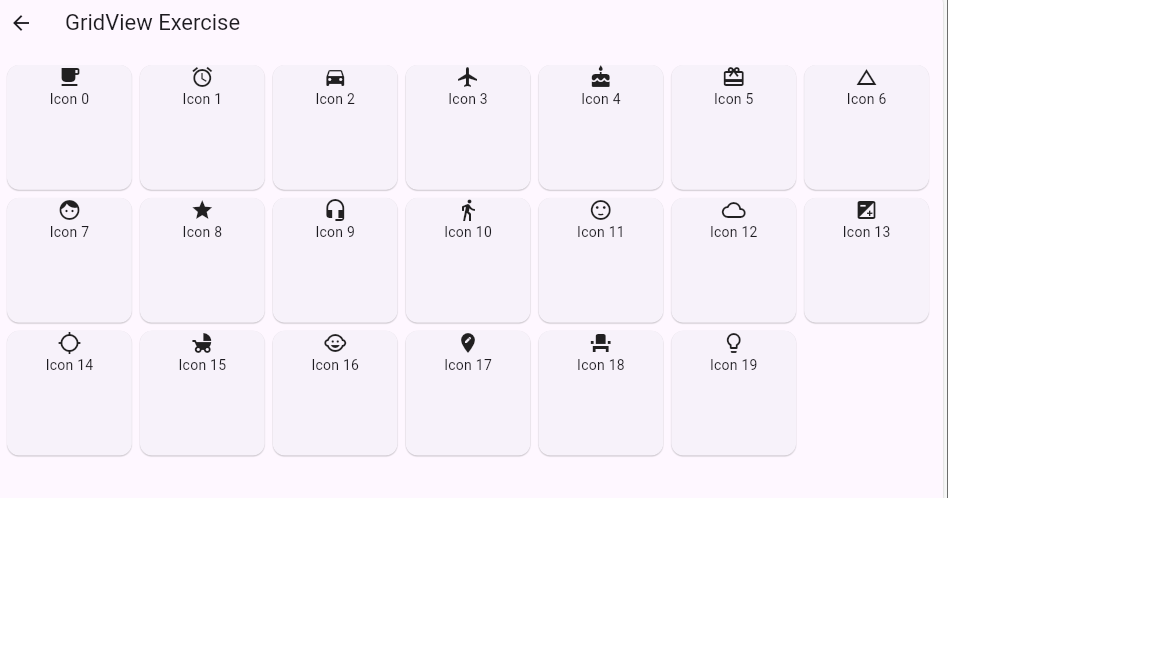 GridView Exercise
Icon 0
Icon 1
Icon 2
Icon 3
Icon 4
Icon 5
Icon 6
Icon 7
Icon 8
Icon 9
Icon 10
Icon 11
Icon 12
Icon 13
Icon 14
Icon 15
Icon 16
Icon 17
Icon 18
Icon 19